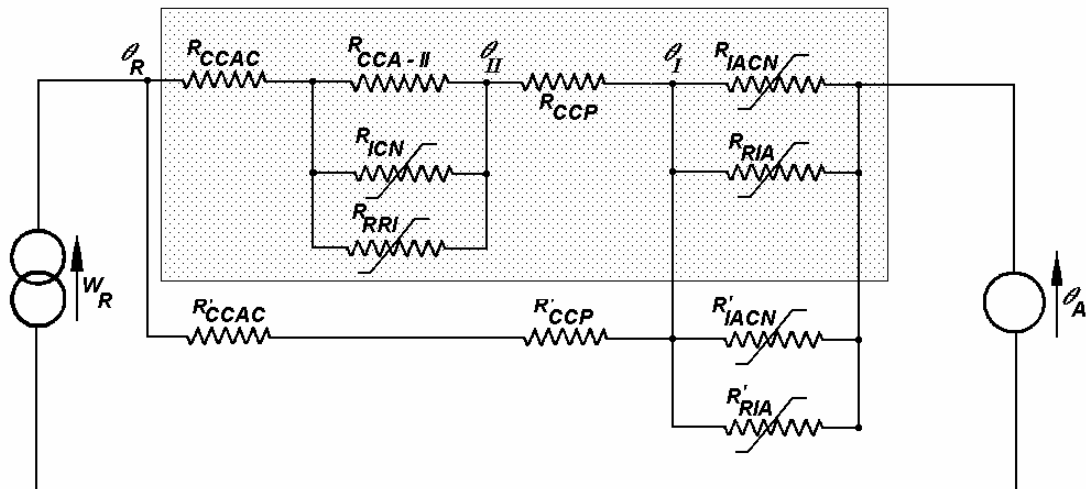 θR
RCCAC
RCCA-II
θII
RCCP
θI
RIACN
RICN
RRIA
RRRI
WR
R'CCAC
R'CCP
R'IACN
θA
R'RIA